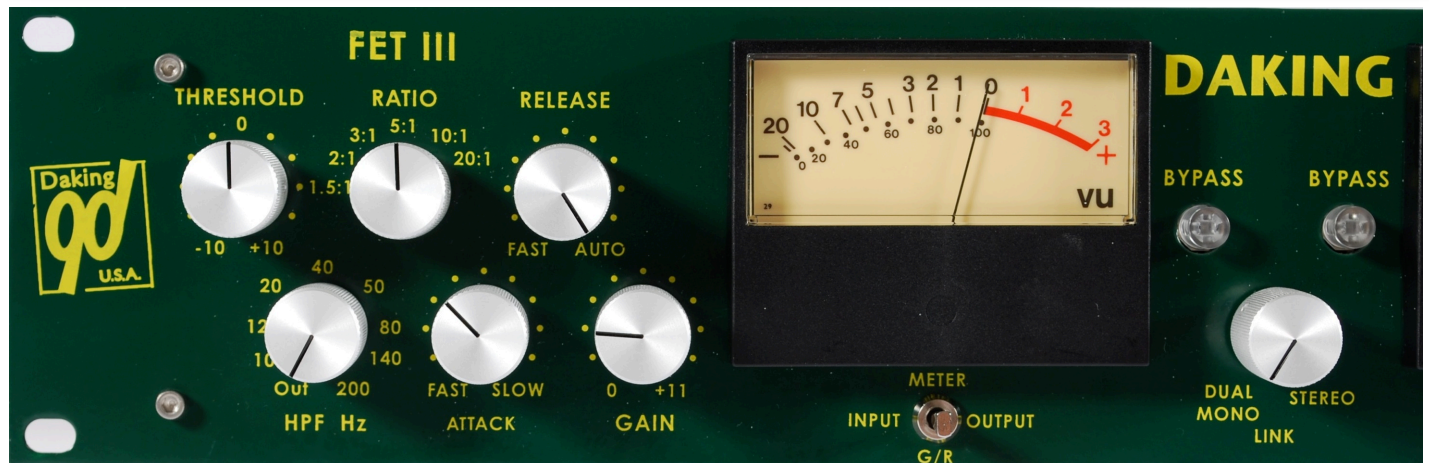 FET III
DAKING
THRESHOLD RATIO RELEASE
0
1.5:1 2:1 3:1 5:1 10:1 20:1
-10 +10
FAST AUTO
Daking
gd
U.S.A.
20 10 7 5 3 2 1 0 1 2 3
- +
0 20 40 60 80 100
VU
29
BYPASS BYPASS
10 12 20 40 50 80 140 200
Out
HPF Hz
FAST SLOW
ATTACK
0 +11
GAIN
METER
INPUT OUTPUT
G/R
DUAL
MONO
STEREO
LINK